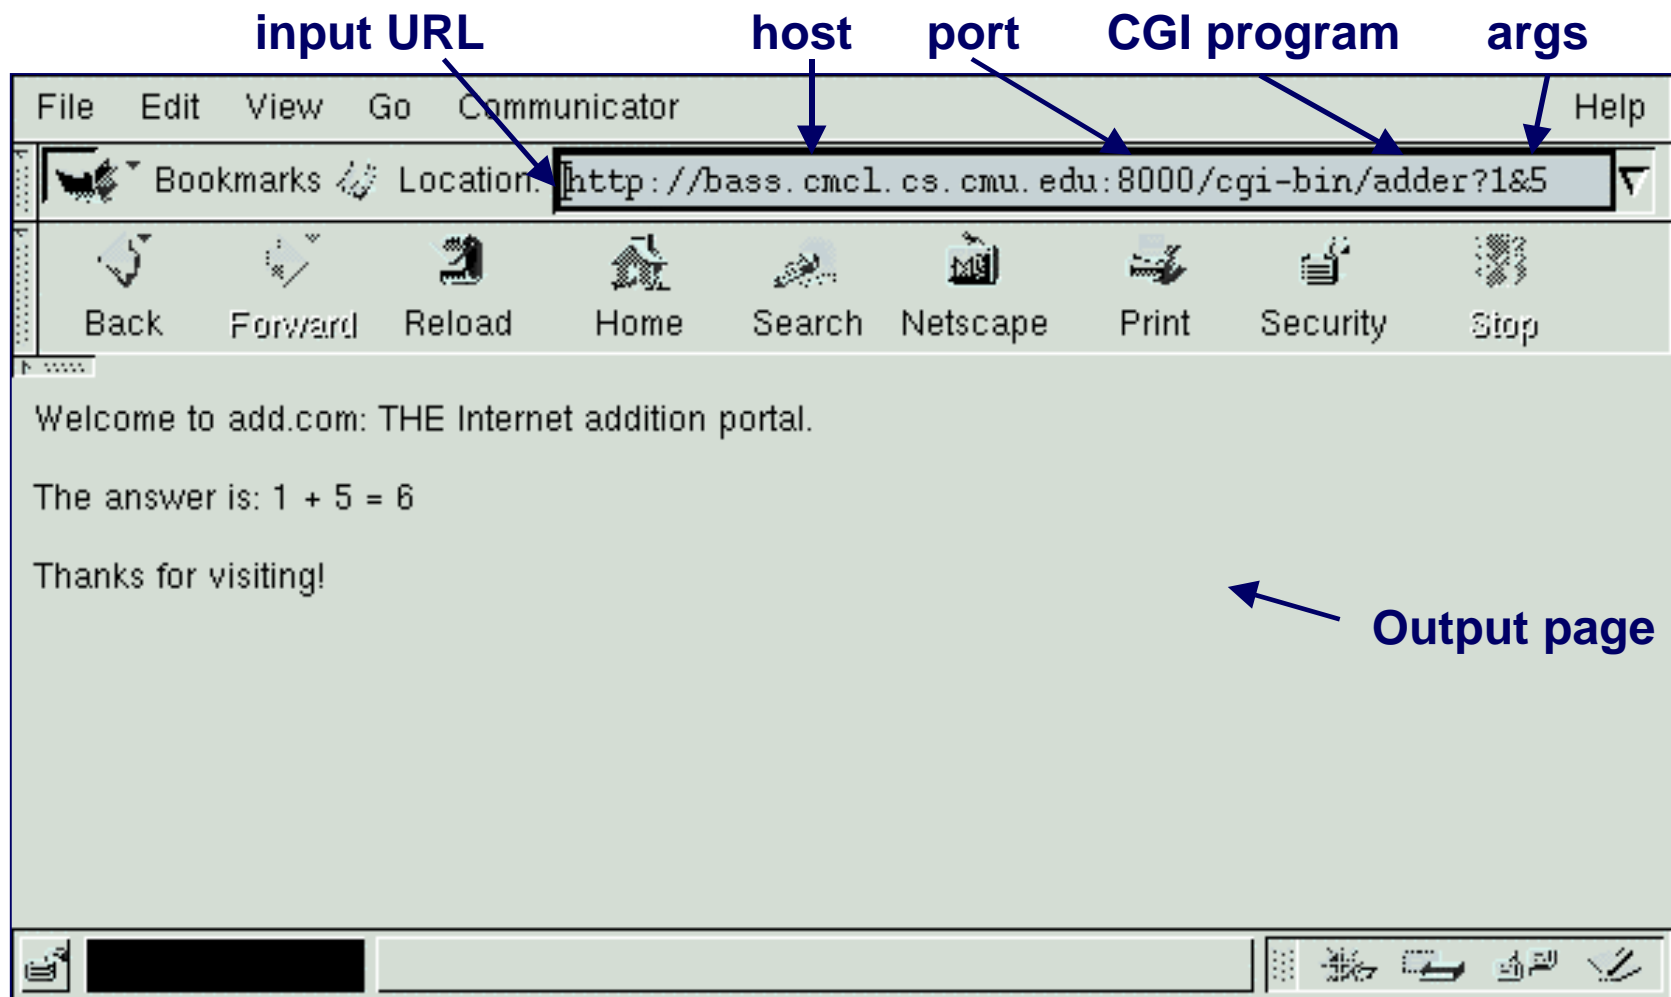 input URL host port CGI program args
File Edit View Go Communicator Help
Bookmarks Location: http://bass.cmcl.cs.cmu.edu:8000/cgi-bin/adder?1&5
Back Forward Reload Home Search Netscape Print Security Stop
Welcome to add.com: THE Internet addition portal.
The answer is: 1 + 5 = 6
Thanks for visiting!
Output page